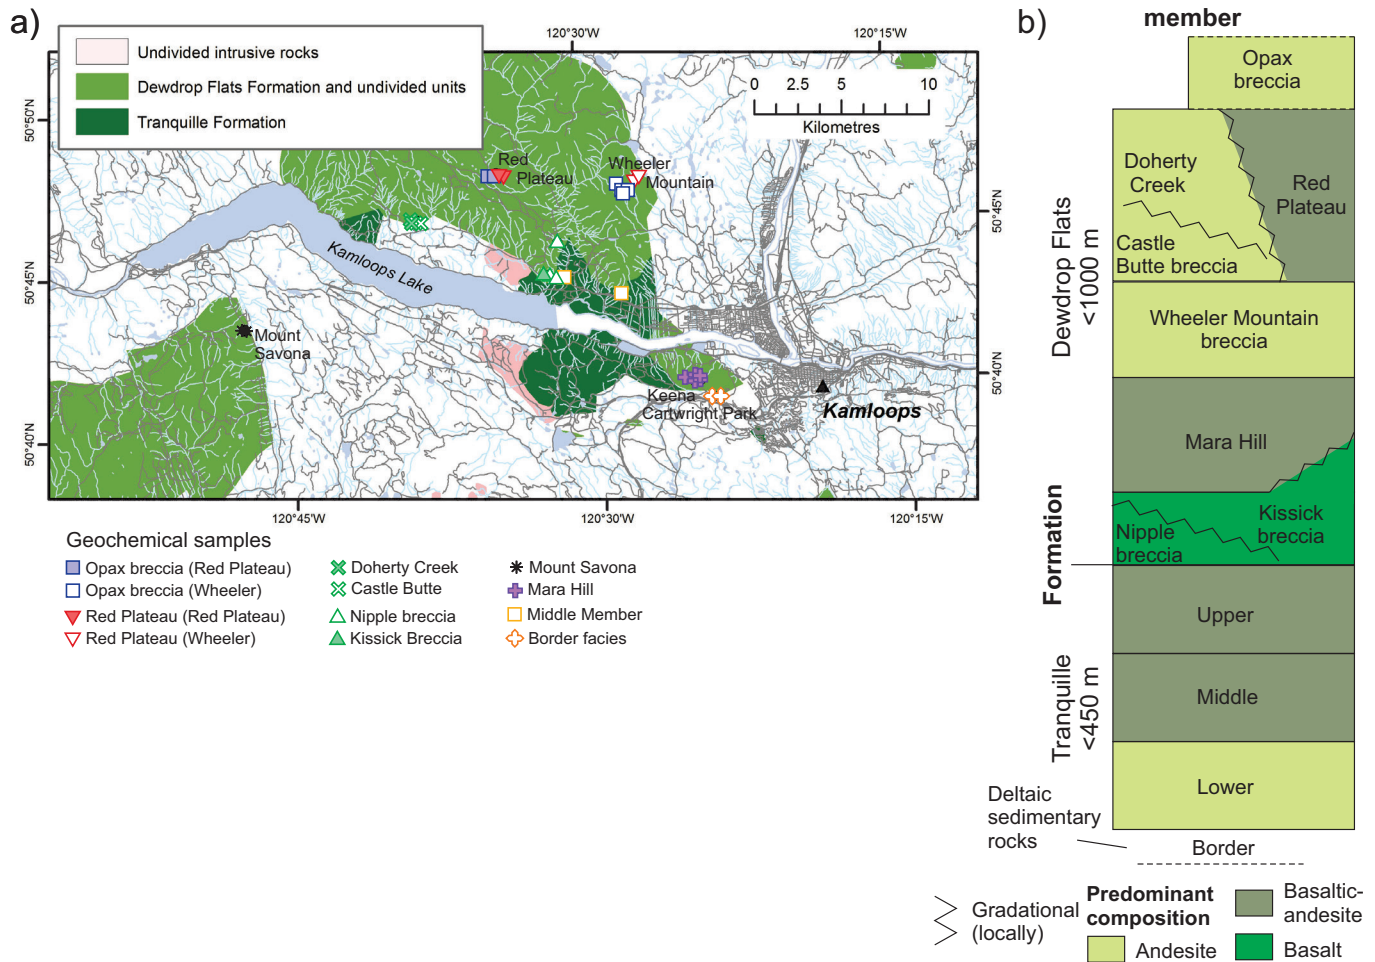 a)
Undivided intrusive rocks
Dewdrop Flats Formation and undivided units
Tranquille Formation
120°30'W
120°15'W
0 2.5 5 10
Kilometres
50°50'N
50°45'N
50°40'N
50°45'N
50°40'N
Red
Plateau
Wheeler
Mountain
Kamloops Lake
Mount
Savona
Keena
Cartwright Park
Kamloops
120°45'W
120°30'W
120°15'W
Geochemical samples
Opax breccia (Red Plateau)
Opax breccia (Wheeler)
Red Plateau (Red Plateau)
Red Plateau (Wheeler)
Doherty Creek
Castle Butte
Nipple breccia
Kissick Breccia
Mount Savona
Mara Hill
Middle Member
Border facies
b)
member
Opax
breccia
Doherty
Creek
Red
Plateau
Castle
Butte breccia
Wheeler Mountain
breccia
Mara Hill
Kissick
breccia
Nipple
breccia
Upper
Middle
Lower
Border
Dewdrop Flats
<1000 m
Formation
Tranquille
<450 m
Deltaic
sedimentary
rocks
Gradational
(locally)
Predominant
composition
Andesite
Basaltic-
andesite
Basalt